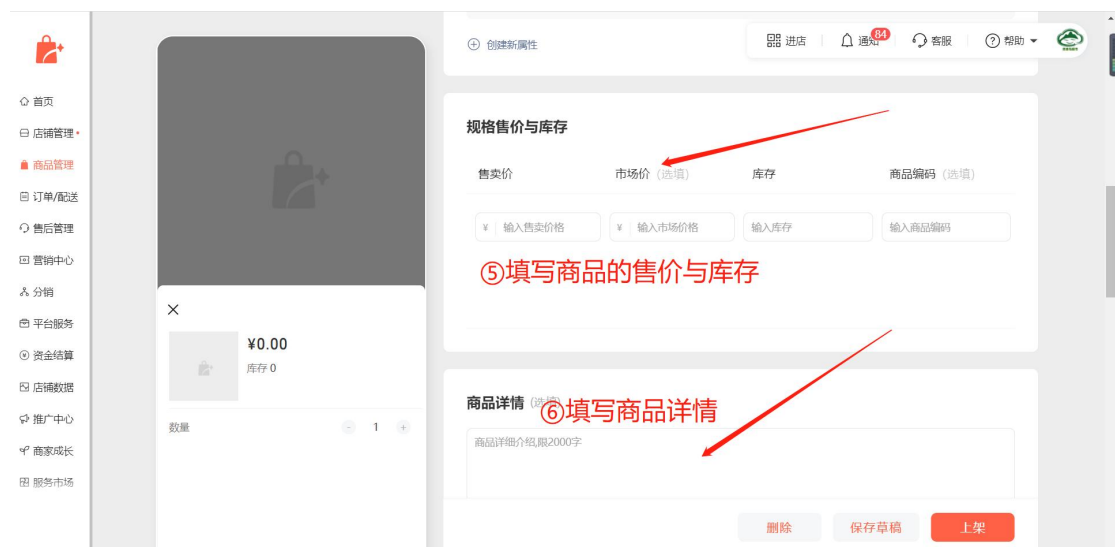 创建新属性
进店
通知
84
客服
帮助
首页
店铺管理
商品管理
订单/配送
售后管理
营销中心
分销
平台服务
资金结算
店铺数据
推广中心
商家成长
服务市场
¥0.00
库存 0
数量
- 1 +
规格售价与库存
售卖价 市场价 (选填) 库存 商品编码 (选填)
¥ 输入售卖价格 ¥ 输入市场价格 输入库存 输入商品编码
⑤填写商品的售价与库存
商品详情 (选填)
⑥填写商品详情
商品详细介绍,限2000字
删除 保存草稿 上架